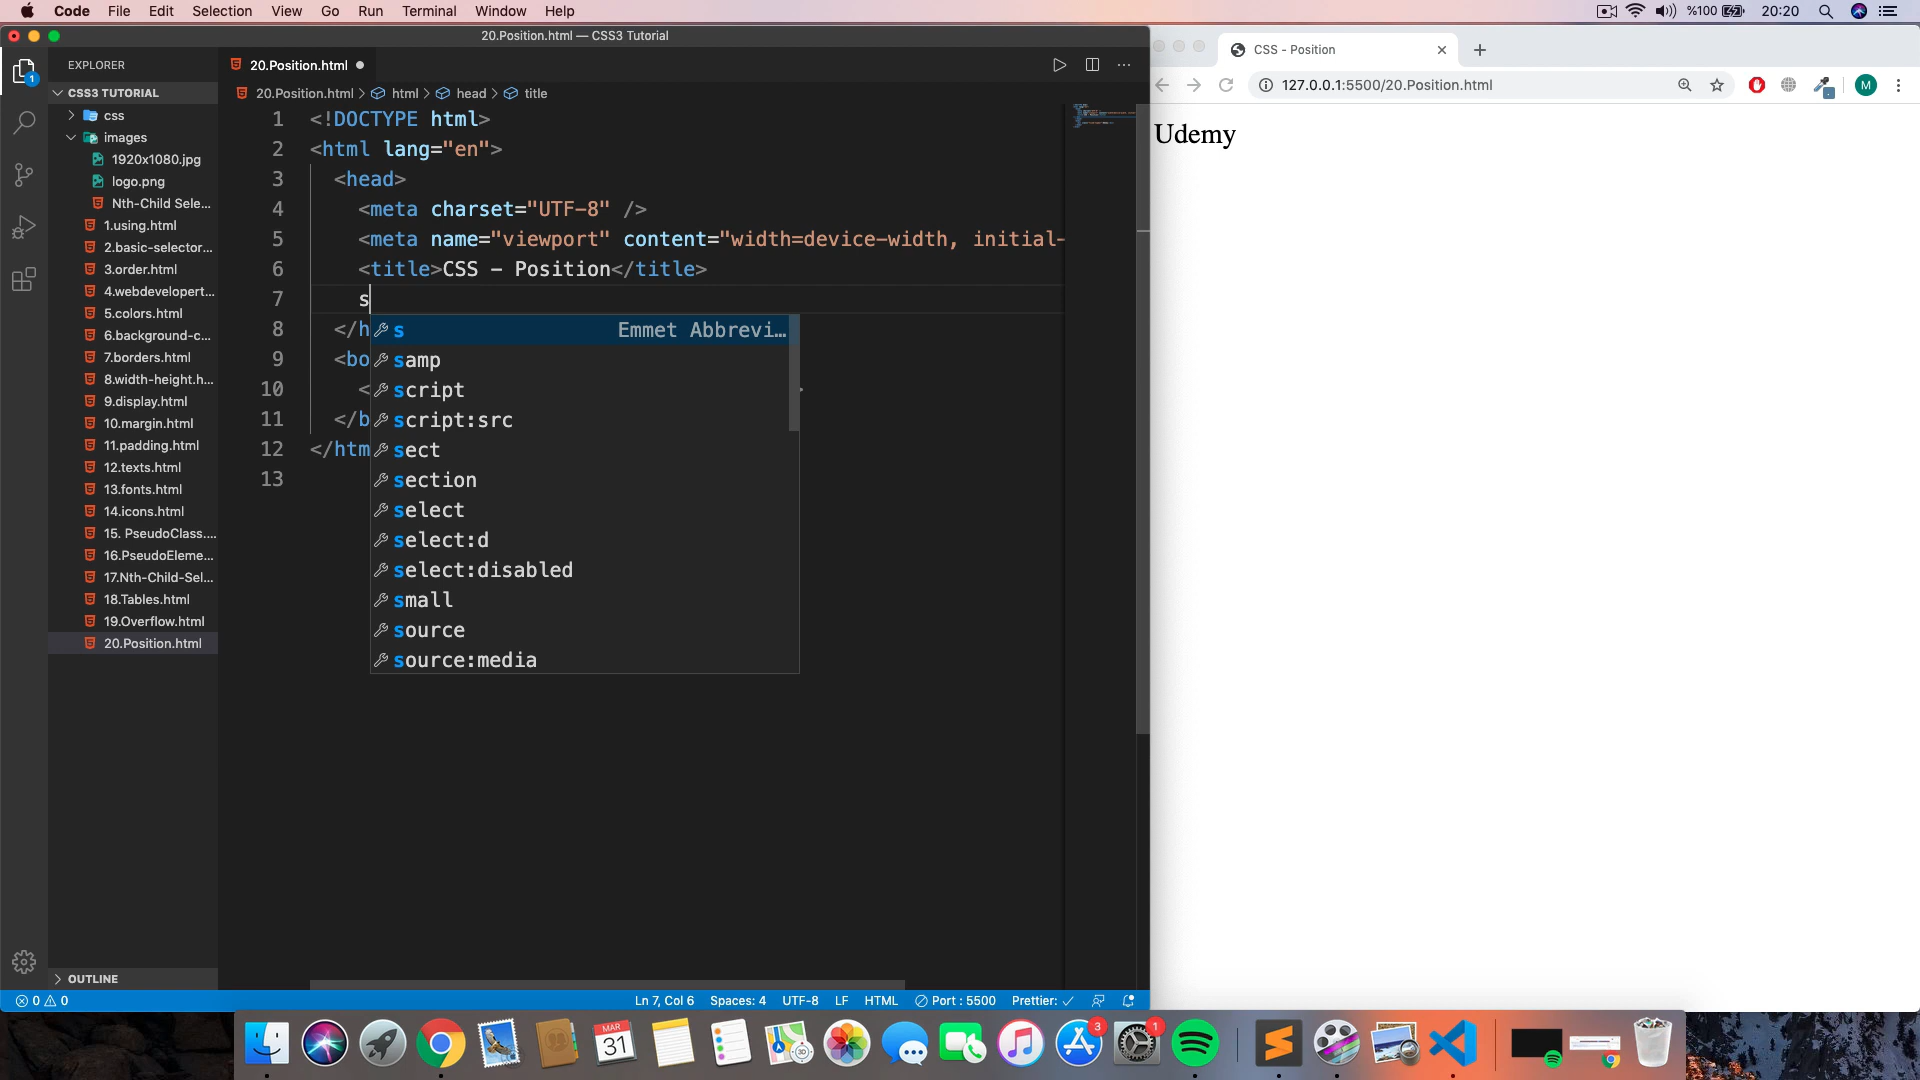 Code File Edit Selection View Go Run Terminal Window Help
%100 20:20
20.Position.html — CSS3 Tutorial
EXPLORER
CSS3 TUTORIAL
css
images
1920x1080.jpg
logo.png
Nth-Child Sele...
1.using.html
2.basic-selector...
3.order.html
4.webdevelopert...
5.colors.html
6.background-c...
7.borders.html
8.width-height.h...
9.display.html
10.margin.html
11.padding.html
12.texts.html
13.fonts.html
14.icons.html
15. PseudoClass....
16.PseudoEleme...
17.Nth-Child-Sel...
18.Tables.html
19.Overflow.html
20.Position.html
OUTLINE
1
20.Position.html
20.Position.html > html > head > title
1 <!DOCTYPE html>
2 <html lang="en">
3 <head>
4 <meta charset="UTF-8" />
5 <meta name="viewport" content="width=device-width, initial-
6 <title>CSS - Position</title>
7 s
8 </h
9 <bo
10 <
11 </b
12 </htm
13
s Emmet Abbrevi...
samp
script
script:src
sect
section
select
select:d
select:disabled
small
source
source:media
0 0 Ln 7, Col 6 Spaces: 4 UTF-8 LF HTML Port : 5500 Prettier: ✓
CSS - Position
127.0.0.1:5500/20.Position.html
M
Udemy
MAR
31
3D
3
1